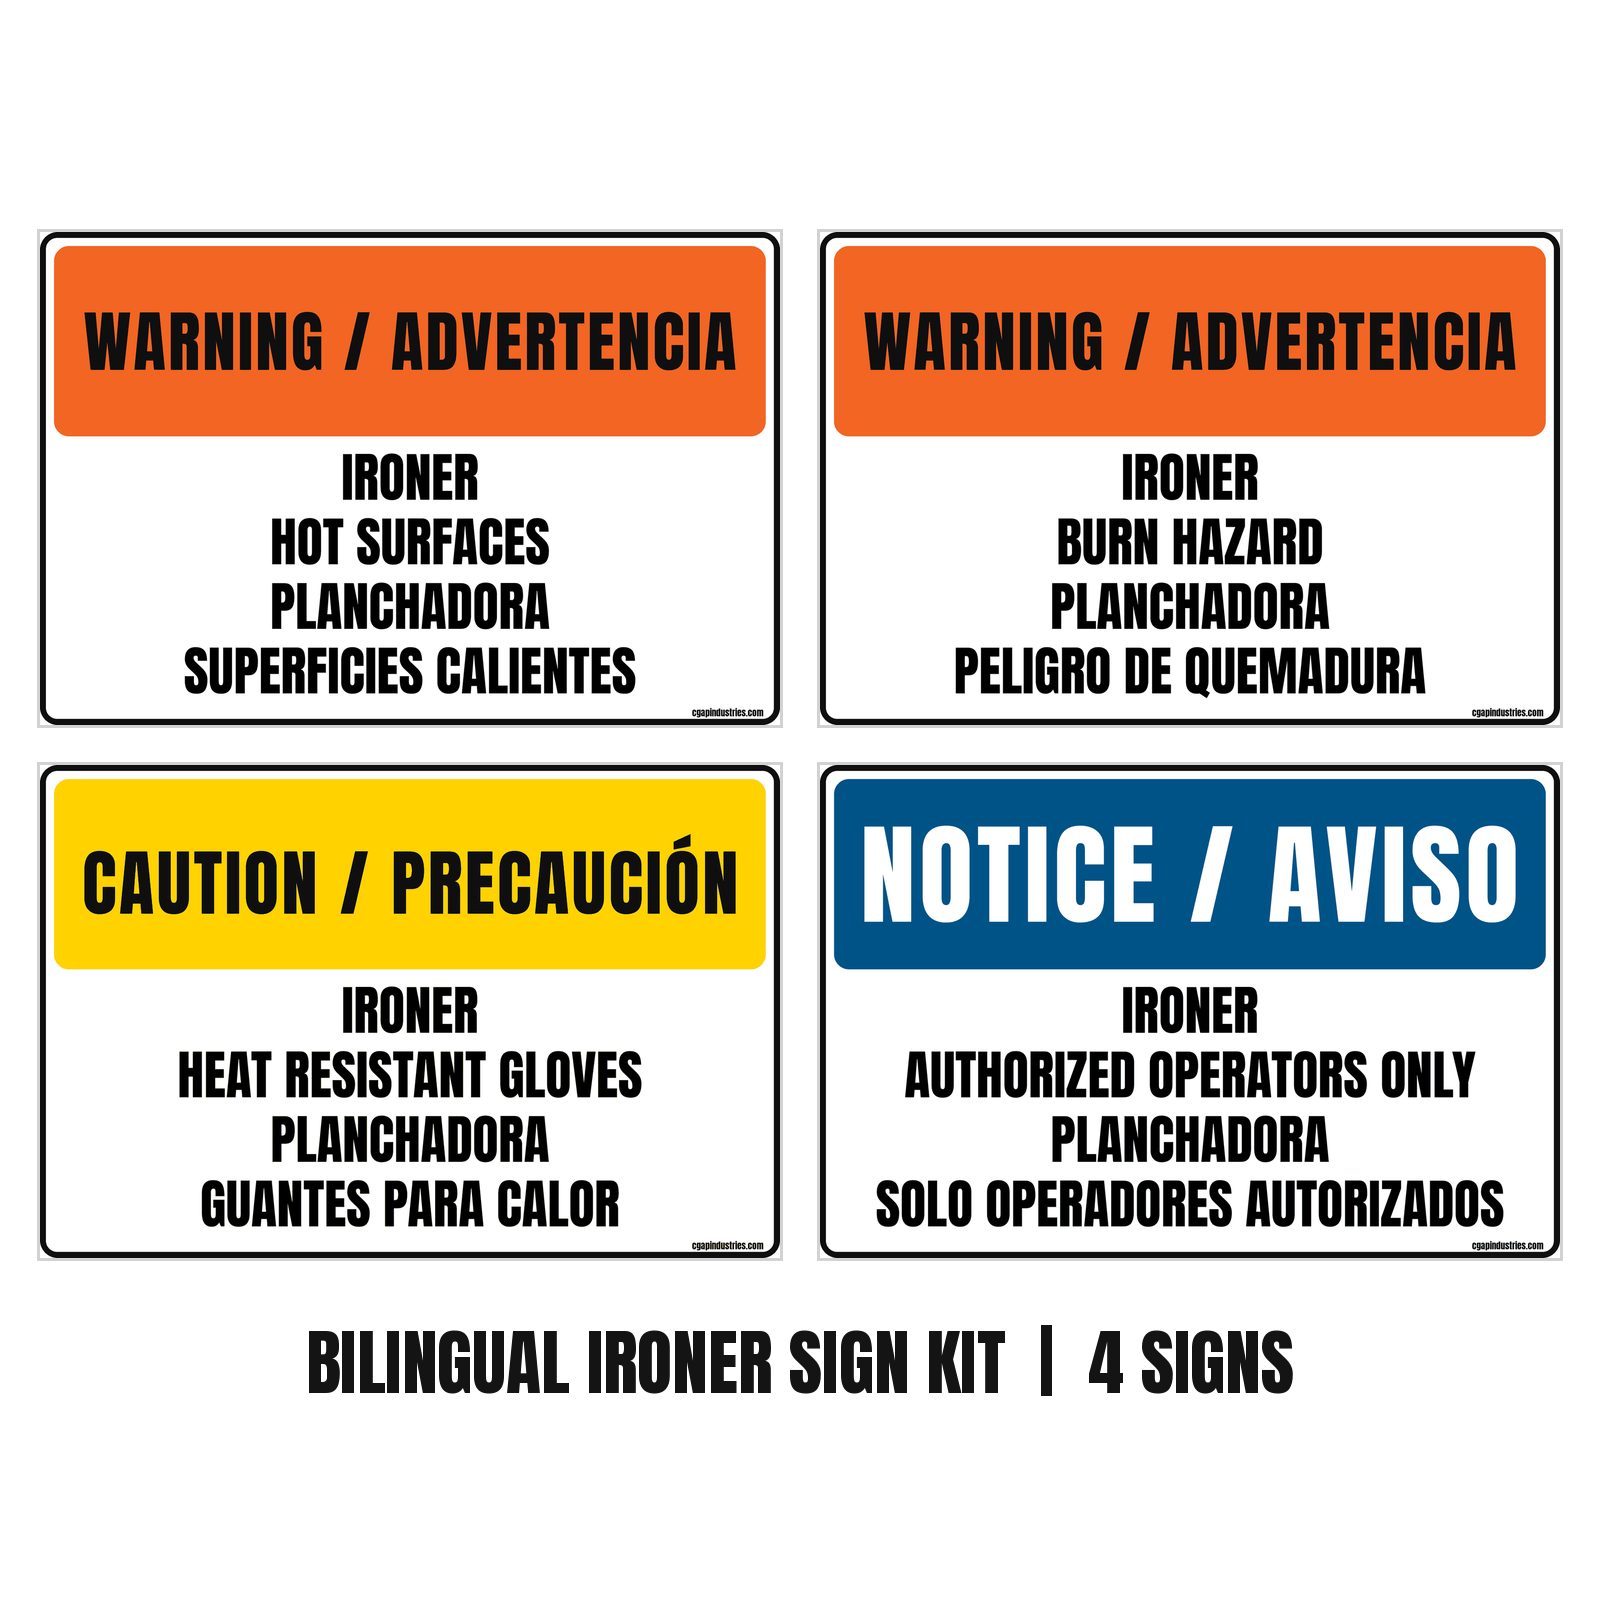 WARNING / ADVERTENCIA
IRONER
HOT SURFACES
PLANCHADORA
SUPERFICIES CALIENTES
cgapindustries.com
WARNING / ADVERTENCIA
IRONER
BURN HAZARD
PLANCHADORA
PELIGRO DE QUEMADURA
cgapindustries.com
CAUTION / PRECAUCIÓN
IRONER
HEAT RESISTANT GLOVES
PLANCHADORA
GUANTES PARA CALOR
cgapindustries.com
NOTICE / AVISO
IRONER
AUTHORIZED OPERATORS ONLY
PLANCHADORA
SOLO OPERADORES AUTORIZADOS
cgapindustries.com
BILINGUAL IRONER SIGN KIT | 4 SIGNS